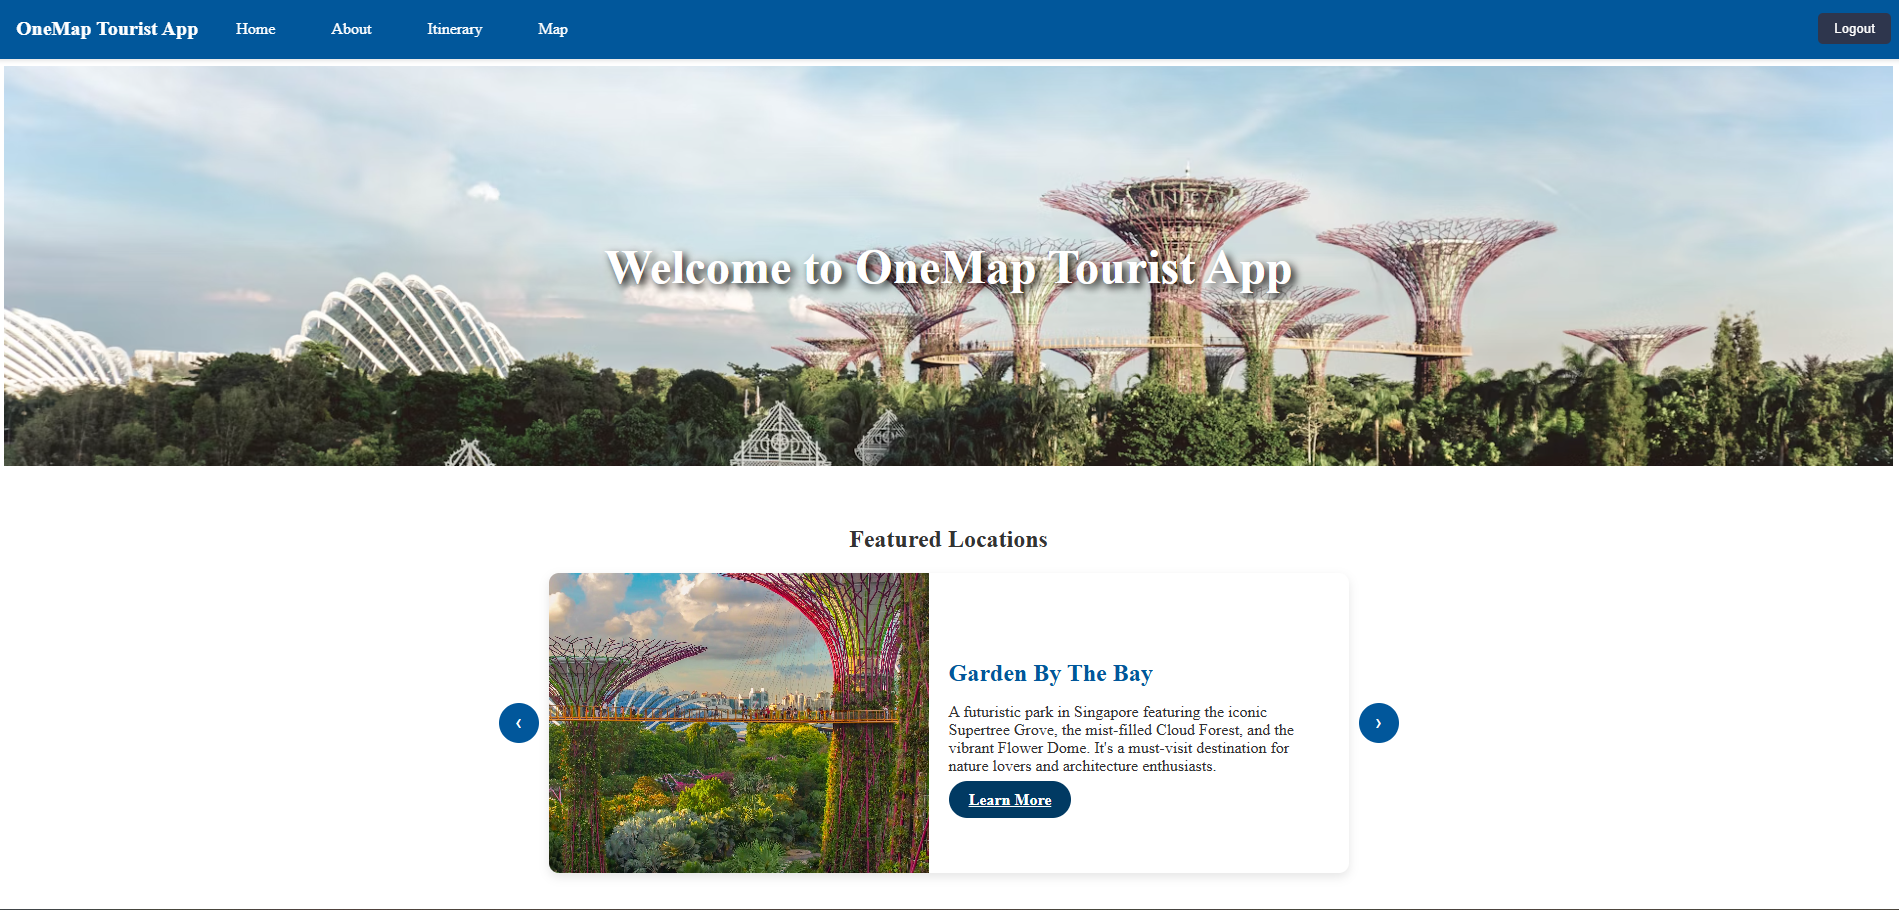 OneMap Tourist App
Home
About
Itinerary
Map
Logout
Welcome to OneMap Tourist App
Featured Locations
Garden By The Bay
A futuristic park in Singapore featuring the iconic
Supertree Grove, the mist-filled Cloud Forest, and the
vibrant Flower Dome. It's a must-visit destination for
nature lovers and architecture enthusiasts.
Learn More